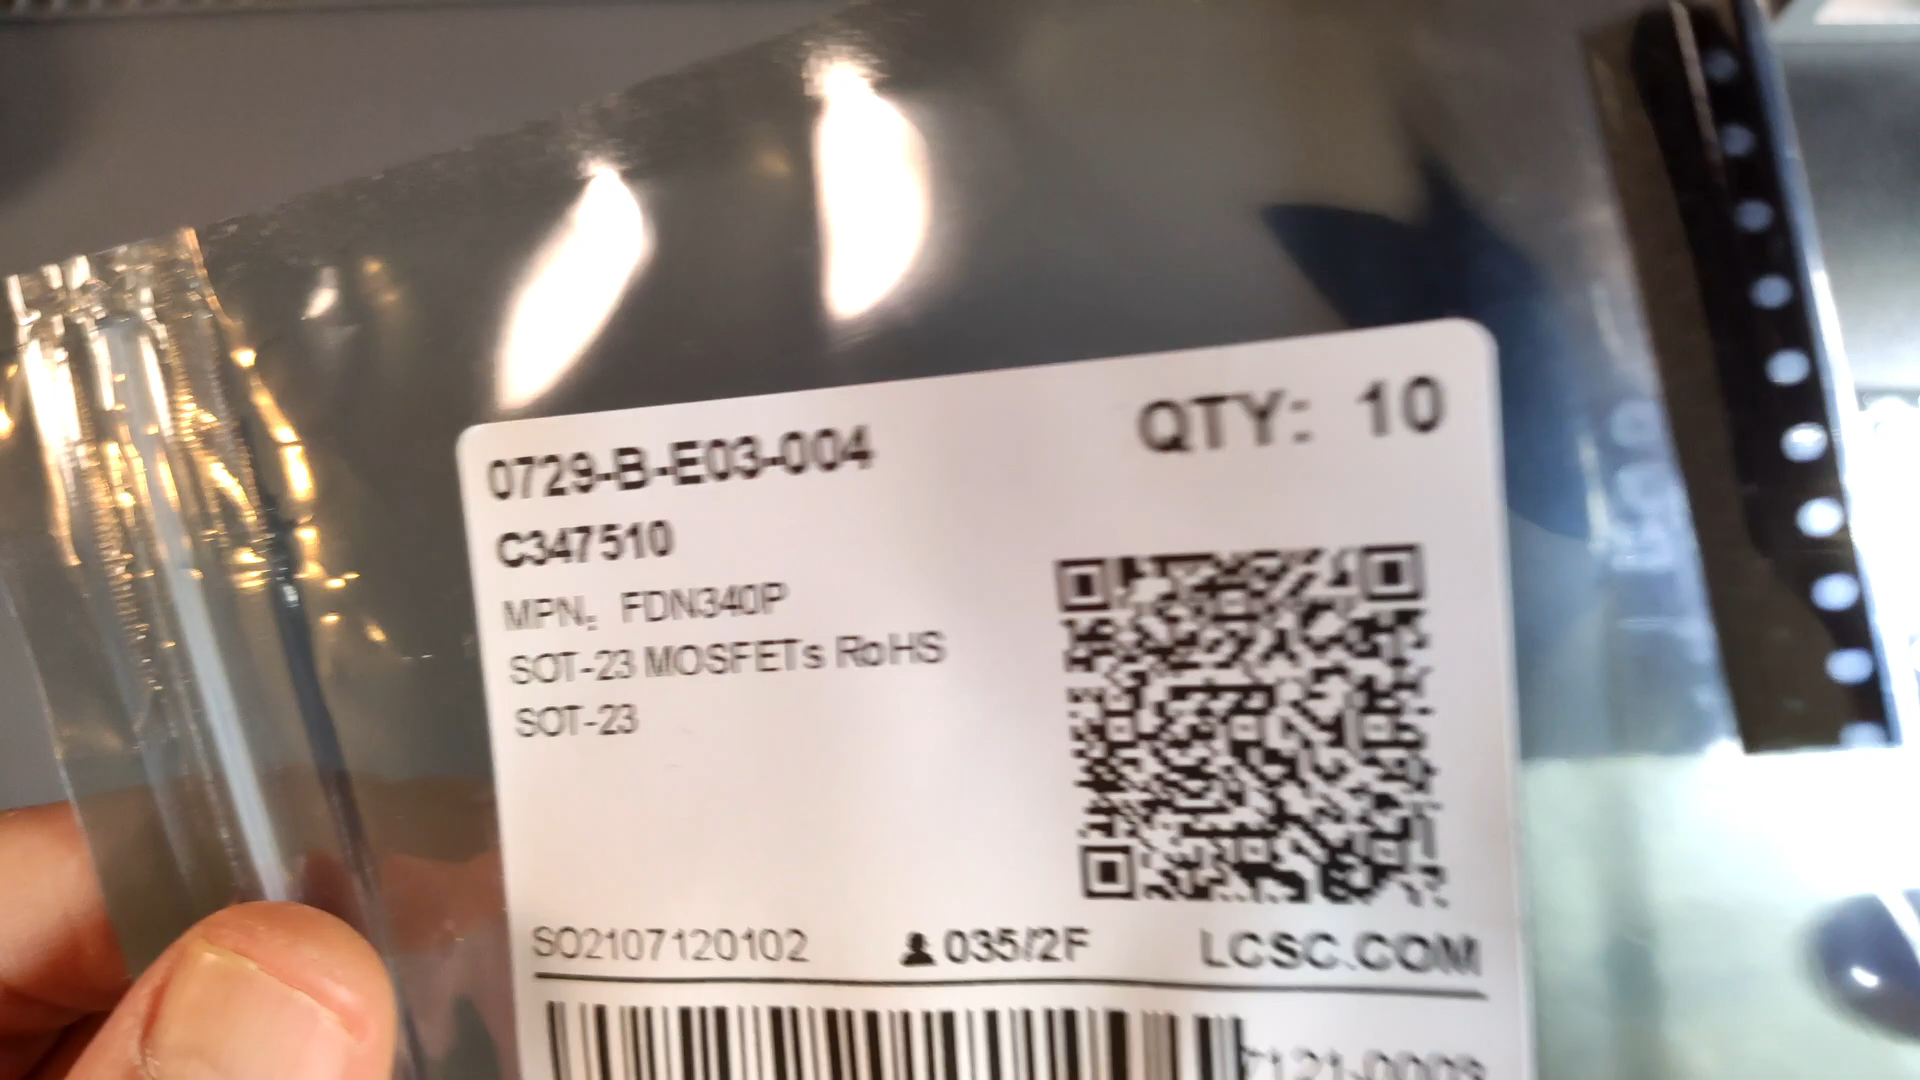 0729-B-E03-004
QTY: 10
C347510
MPN: FDN340P
SOT-23 MOSFETs RoHS
SOT-23
SO2107120102 035/2F LCSC.COM